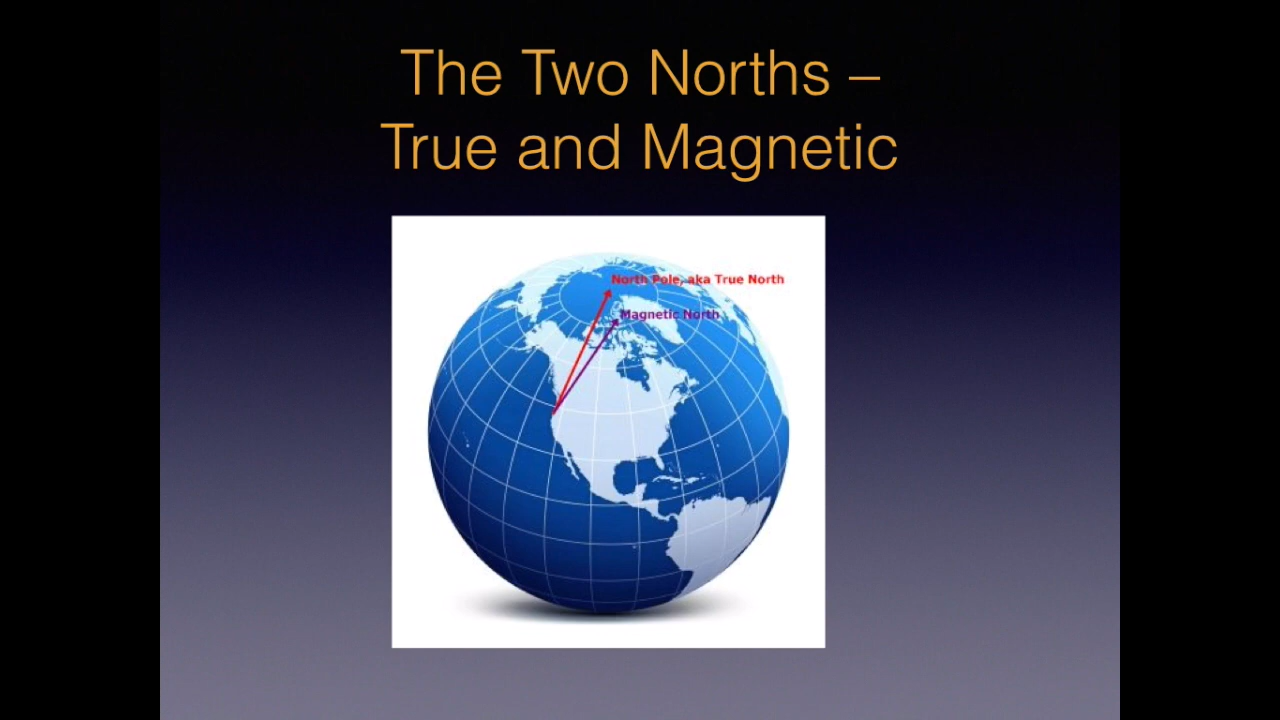 The Two Norths –
True and Magnetic
North Pole, aka True North
Magnetic North